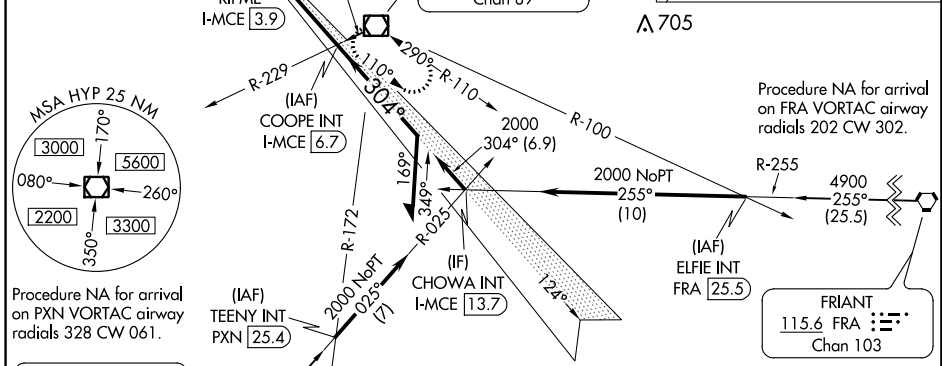 RIPME
I-MCE 3.9
Chan 69
705
R-229
110°
290°
R-110
304°
(IAF)
COOPE INT
I-MCE 6.7
R-100
2000
304° (6.9)
Procedure NA for arrival
on FRA VORTAC airway
radials 202 CW 302.
MSA HYP 25 NM
170°
3000
5600
080°
260°
2200
3300
350°
169°
349°
R-172
R-025
2000 NoPT
255°
(10)
R-255
4900
255°
(25.5)
(IAF)
ELFIE INT
FRA 25.5
(IF)
CHOWA INT
I-MCE 13.7
124°
2000 NoPT
025°
(7)
(IAF)
TEENY INT
PXN 25.4
Procedure NA for arrival
on PXN VORTAC airway
radials 328 CW 061.
FRIANT
115.6 FRA
Chan 103